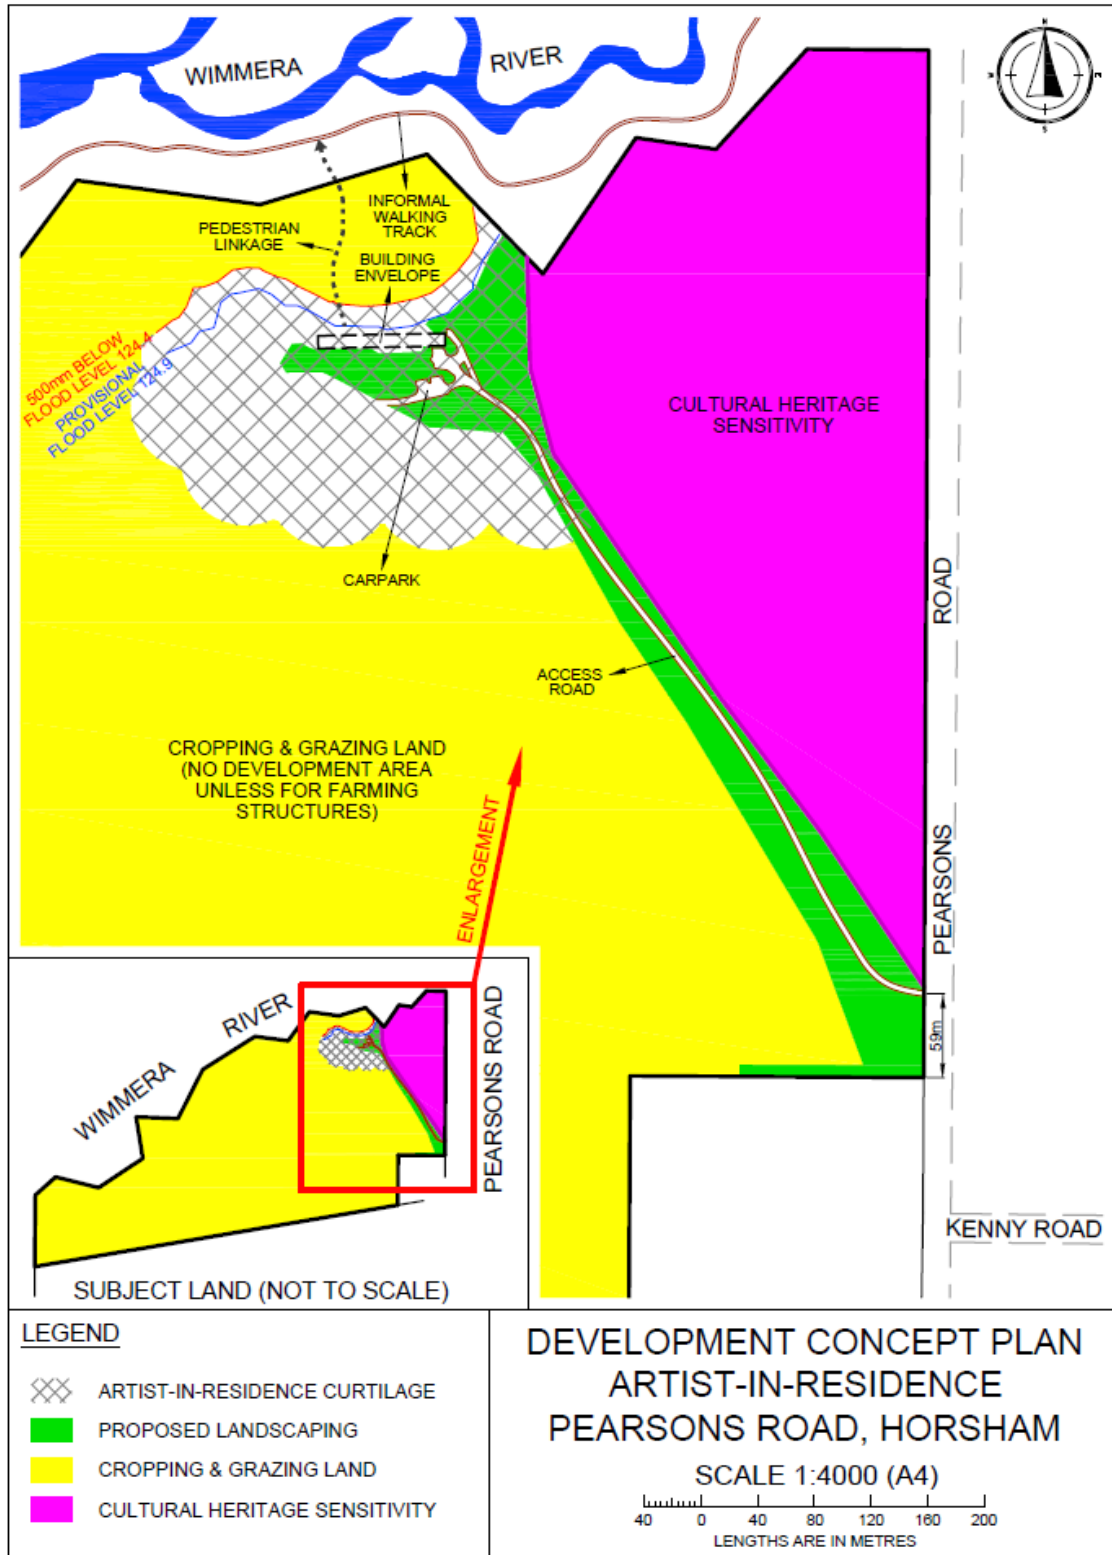 WIMMERA
RIVER
N
S
INFORMAL
WALKING
TRACK
PEDESTRIAN
LINKAGE
BUILDING
ENVELOPE
500mm BELOW
FLOOD LEVEL 124.4
PROVISIONAL
FLOOD LEVEL 124.9
CULTURAL HERITAGE
SENSITIVITY
CARPARK
ACCESS
ROAD
ROAD
PEARSONS
CROPPING & GRAZING LAND
(NO DEVELOPMENT AREA
UNLESS FOR FARMING
STRUCTURES)
ENLARGEMENT
59m
WIMMERA
RIVER
PEARSONS ROAD
KENNY ROAD
SUBJECT LAND (NOT TO SCALE)
LEGEND
ARTIST-IN-RESIDENCE CURTILAGE
PROPOSED LANDSCAPING
CROPPING & GRAZING LAND
CULTURAL HERITAGE SENSITIVITY
DEVELOPMENT CONCEPT PLAN
ARTIST-IN-RESIDENCE
PEARSONS ROAD, HORSHAM
SCALE 1:4000 (A4)
40 0 40 80 120 160 200
LENGTHS ARE IN METRES